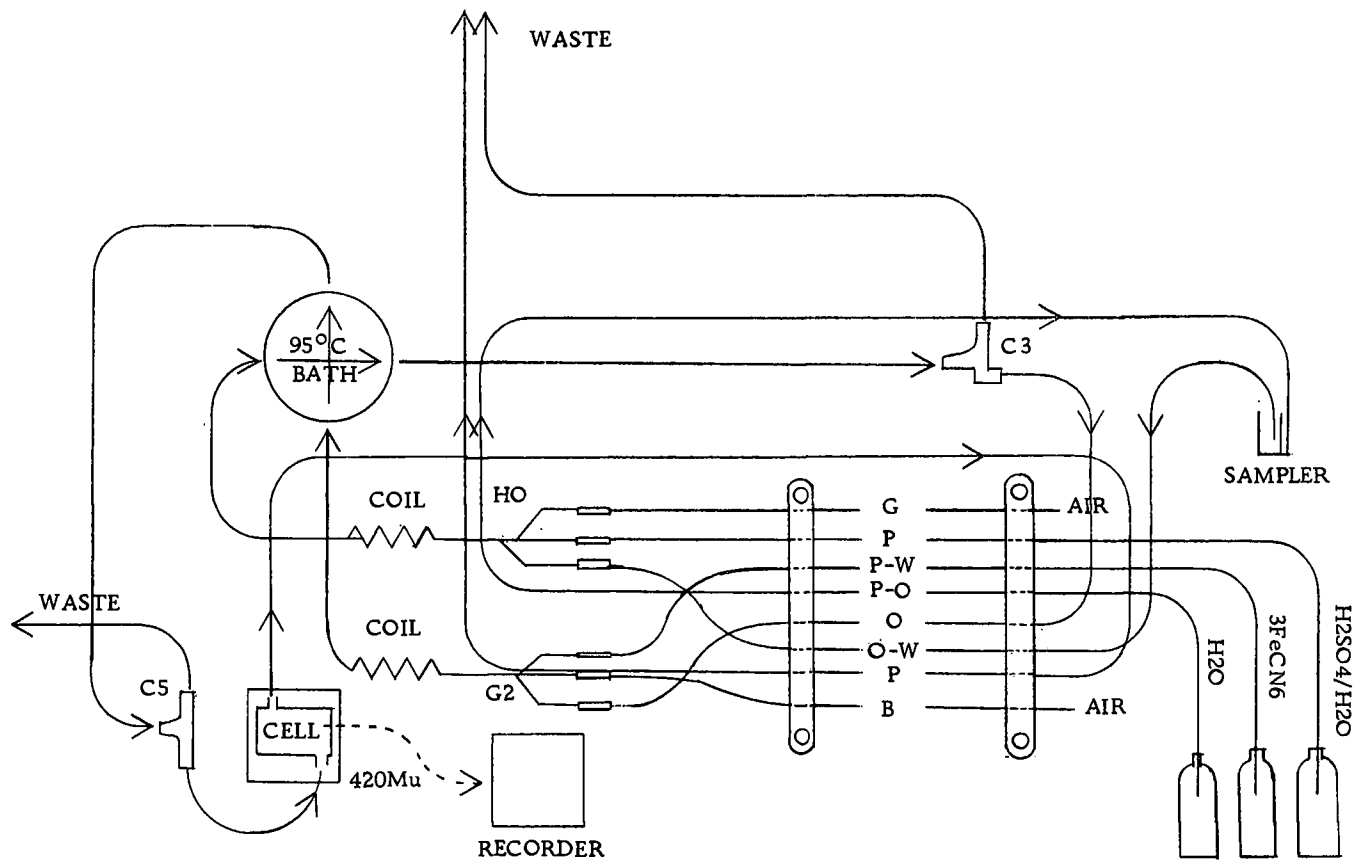 WASTE
95°C
BATH
C3
SAMPLER
COIL
HO
G
AIR
P
P-W
P-O
O
O-W
P
B
AIR
WASTE
COIL
G2
C5
CELL
420Mu
RECORDER
H2O
3FeCN6
H2SO4/H2O